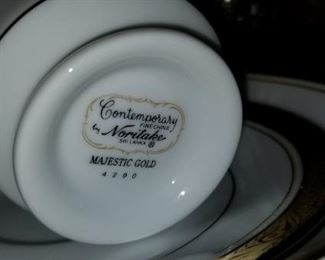 Contemporary
FINE CHINA
by Noritake ®
SRI LANKA
MAJESTIC GOLD
4290